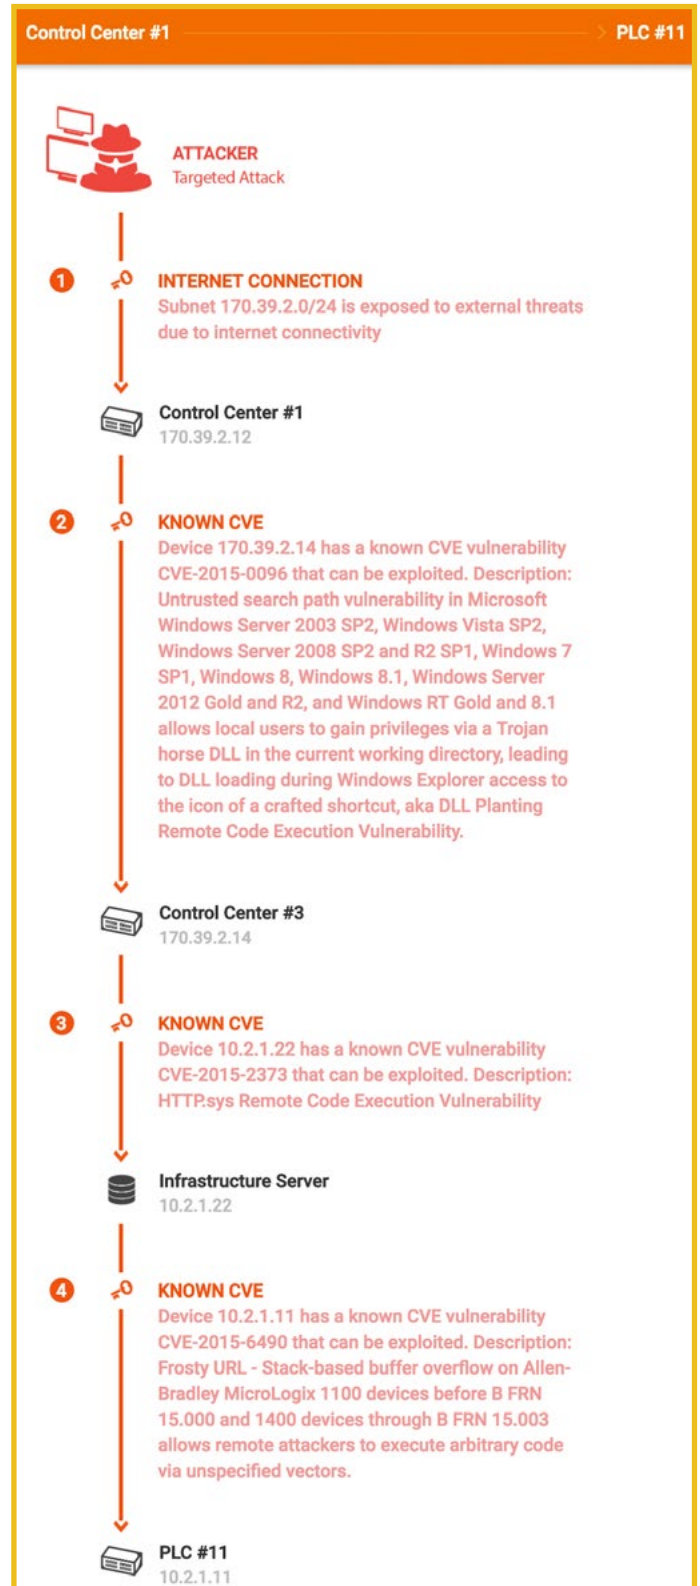 Control Center #1 > PLC #11
ATTACKER
Targeted Attack
1 INTERNET CONNECTION
Subnet 170.39.2.0/24 is exposed to external threats
due to internet connectivity
Control Center #1
170.39.2.12
2 KNOWN CVE
Device 170.39.2.14 has a known CVE vulnerability
CVE-2015-0096 that can be exploited. Description:
Untrusted search path vulnerability in Microsoft
Windows Server 2003 SP2, Windows Vista SP2,
Windows Server 2008 SP2 and R2 SP1, Windows 7
SP1, Windows 8, Windows 8.1, Windows Server
2012 Gold and R2, and Windows RT Gold and 8.1
allows local users to gain privileges via a Trojan
horse DLL in the current working directory, leading
to DLL loading during Windows Explorer access to
the icon of a crafted shortcut, aka DLL Planting
Remote Code Execution Vulnerability.
Control Center #3
170.39.2.14
3 KNOWN CVE
Device 10.2.1.22 has a known CVE vulnerability
CVE-2015-2373 that can be exploited. Description:
HTTP.sys Remote Code Execution Vulnerability
Infrastructure Server
10.2.1.22
4 KNOWN CVE
Device 10.2.1.11 has a known CVE vulnerability
CVE-2015-6490 that can be exploited. Description:
Frosty URL - Stack-based buffer overflow on Allen-
Bradley MicroLogix 1100 devices before B FRN
15.000 and 1400 devices through B FRN 15.003
allows remote attackers to execute arbitrary code
via unspecified vectors.
PLC #11
10.2.1.11